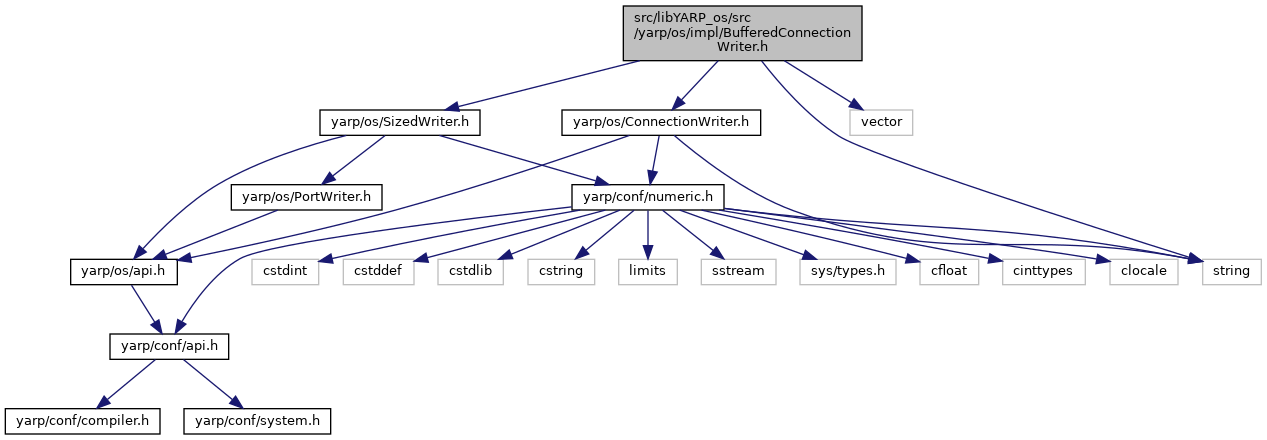 src/libYARP_os/src
/yarp/os/impl/BufferedConnection
Writer.h
yarp/os/SizedWriter.h
yarp/os/ConnectionWriter.h
vector
yarp/os/PortWriter.h
yarp/conf/numeric.h
yarp/os/api.h
cstdint
cstddef
cstdlib
cstring
limits
sstream
sys/types.h
cfloat
cinttypes
clocale
string
yarp/conf/api.h
yarp/conf/compiler.h
yarp/conf/system.h